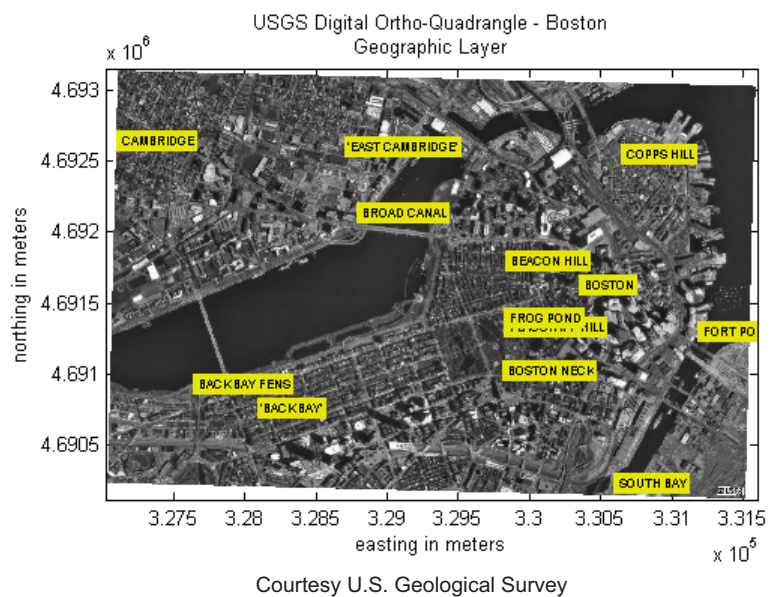 USGS Digital Ortho-Quadrangle - Boston
Geographic Layer
x 10^6
4.693
4.6925
4.692
4.6915
4.691
4.6905
northing in meters
CAMBRIDGE
'EAST CAMBRIDGE'
COPPS HILL
BROAD CANAL
BEACON HILL
BOSTON
FROG POND
HILL
FORT PO
BOSTON NECK
BACK BAY FENS
'BACK BAY'
SOUTH BAY
3.275 3.28 3.285 3.29 3.295 3.3 3.305 3.31 3.315
easting in meters
x 10^5
Courtesy U.S. Geological Survey